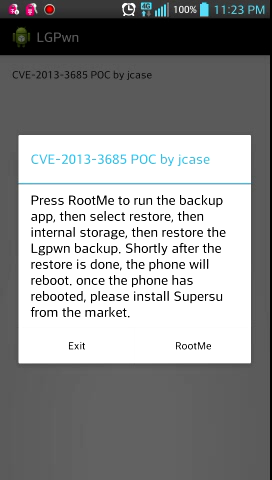 4G 100% 11:23 PM
LGPwn
CVE-2013-3685 POC by jcase
CVE-2013-3685 POC by jcase
Press RootMe to run the backup
app, then select restore, then
internal storage, then restore the
Lgpwn backup. Shortly after the
restore is done, the phone will
reboot. once the phone has
rebooted, please install Supersu
from the market.
Exit RootMe